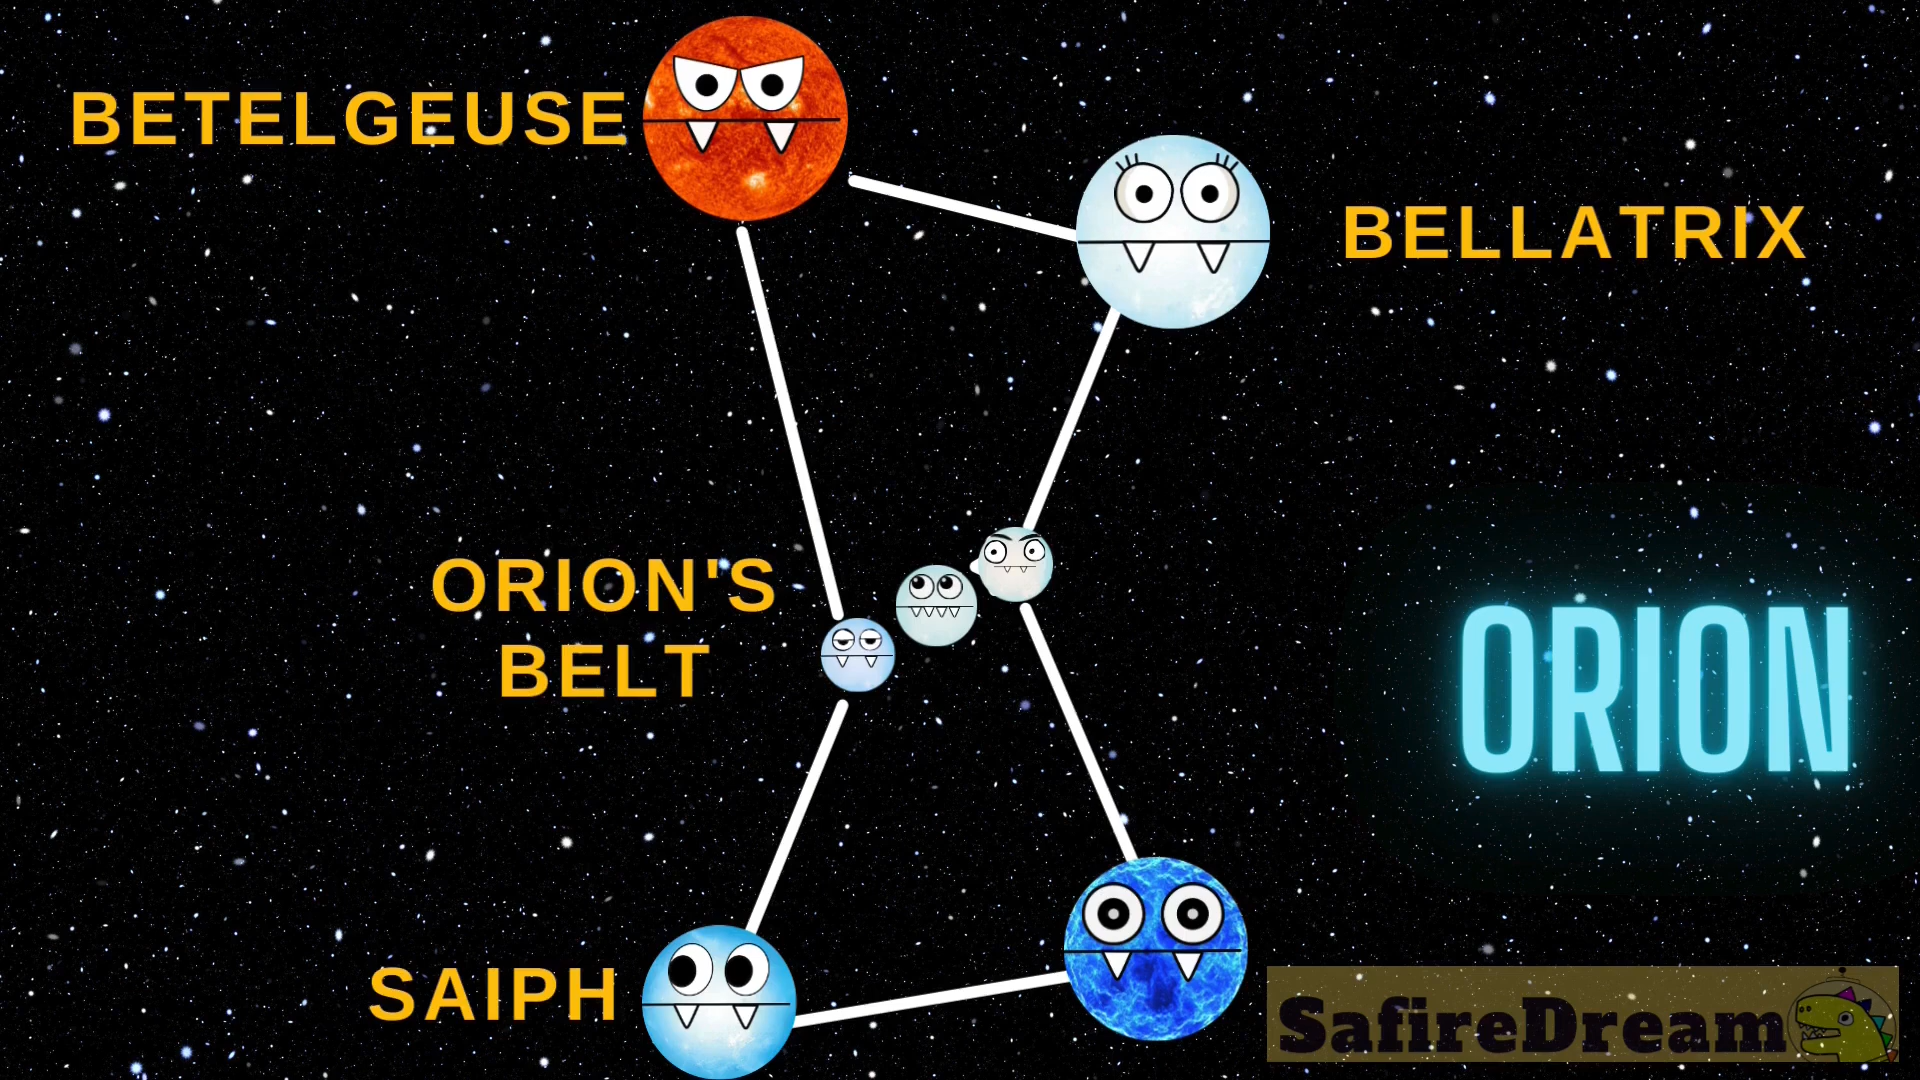 BETELGEUSE
BELLATRIX
ORION'S
BELT
ORION
SAIPH
SafireDream